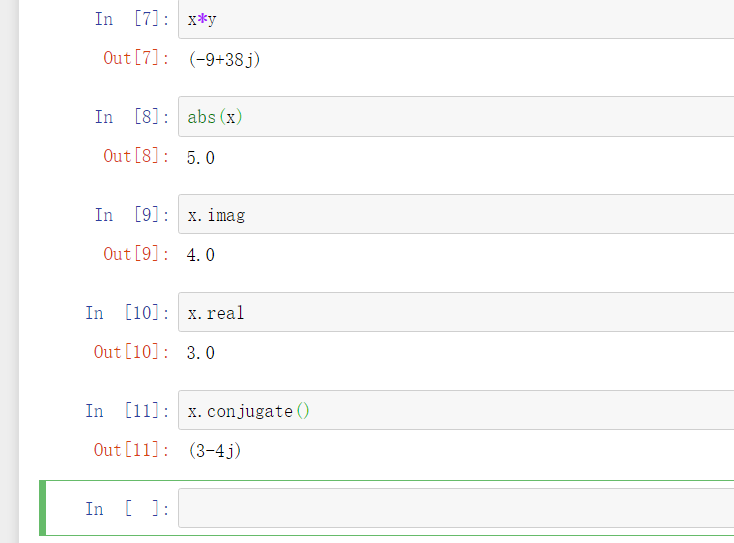 In [7]: x*y
Out[7]: (-9+38j)
In [8]: abs(x)
Out[8]: 5.0
In [9]: x.imag
Out[9]: 4.0
In [10]: x.real
Out[10]: 3.0
In [11]: x.conjugate()
Out[11]: (3-4j)
In [ ]: